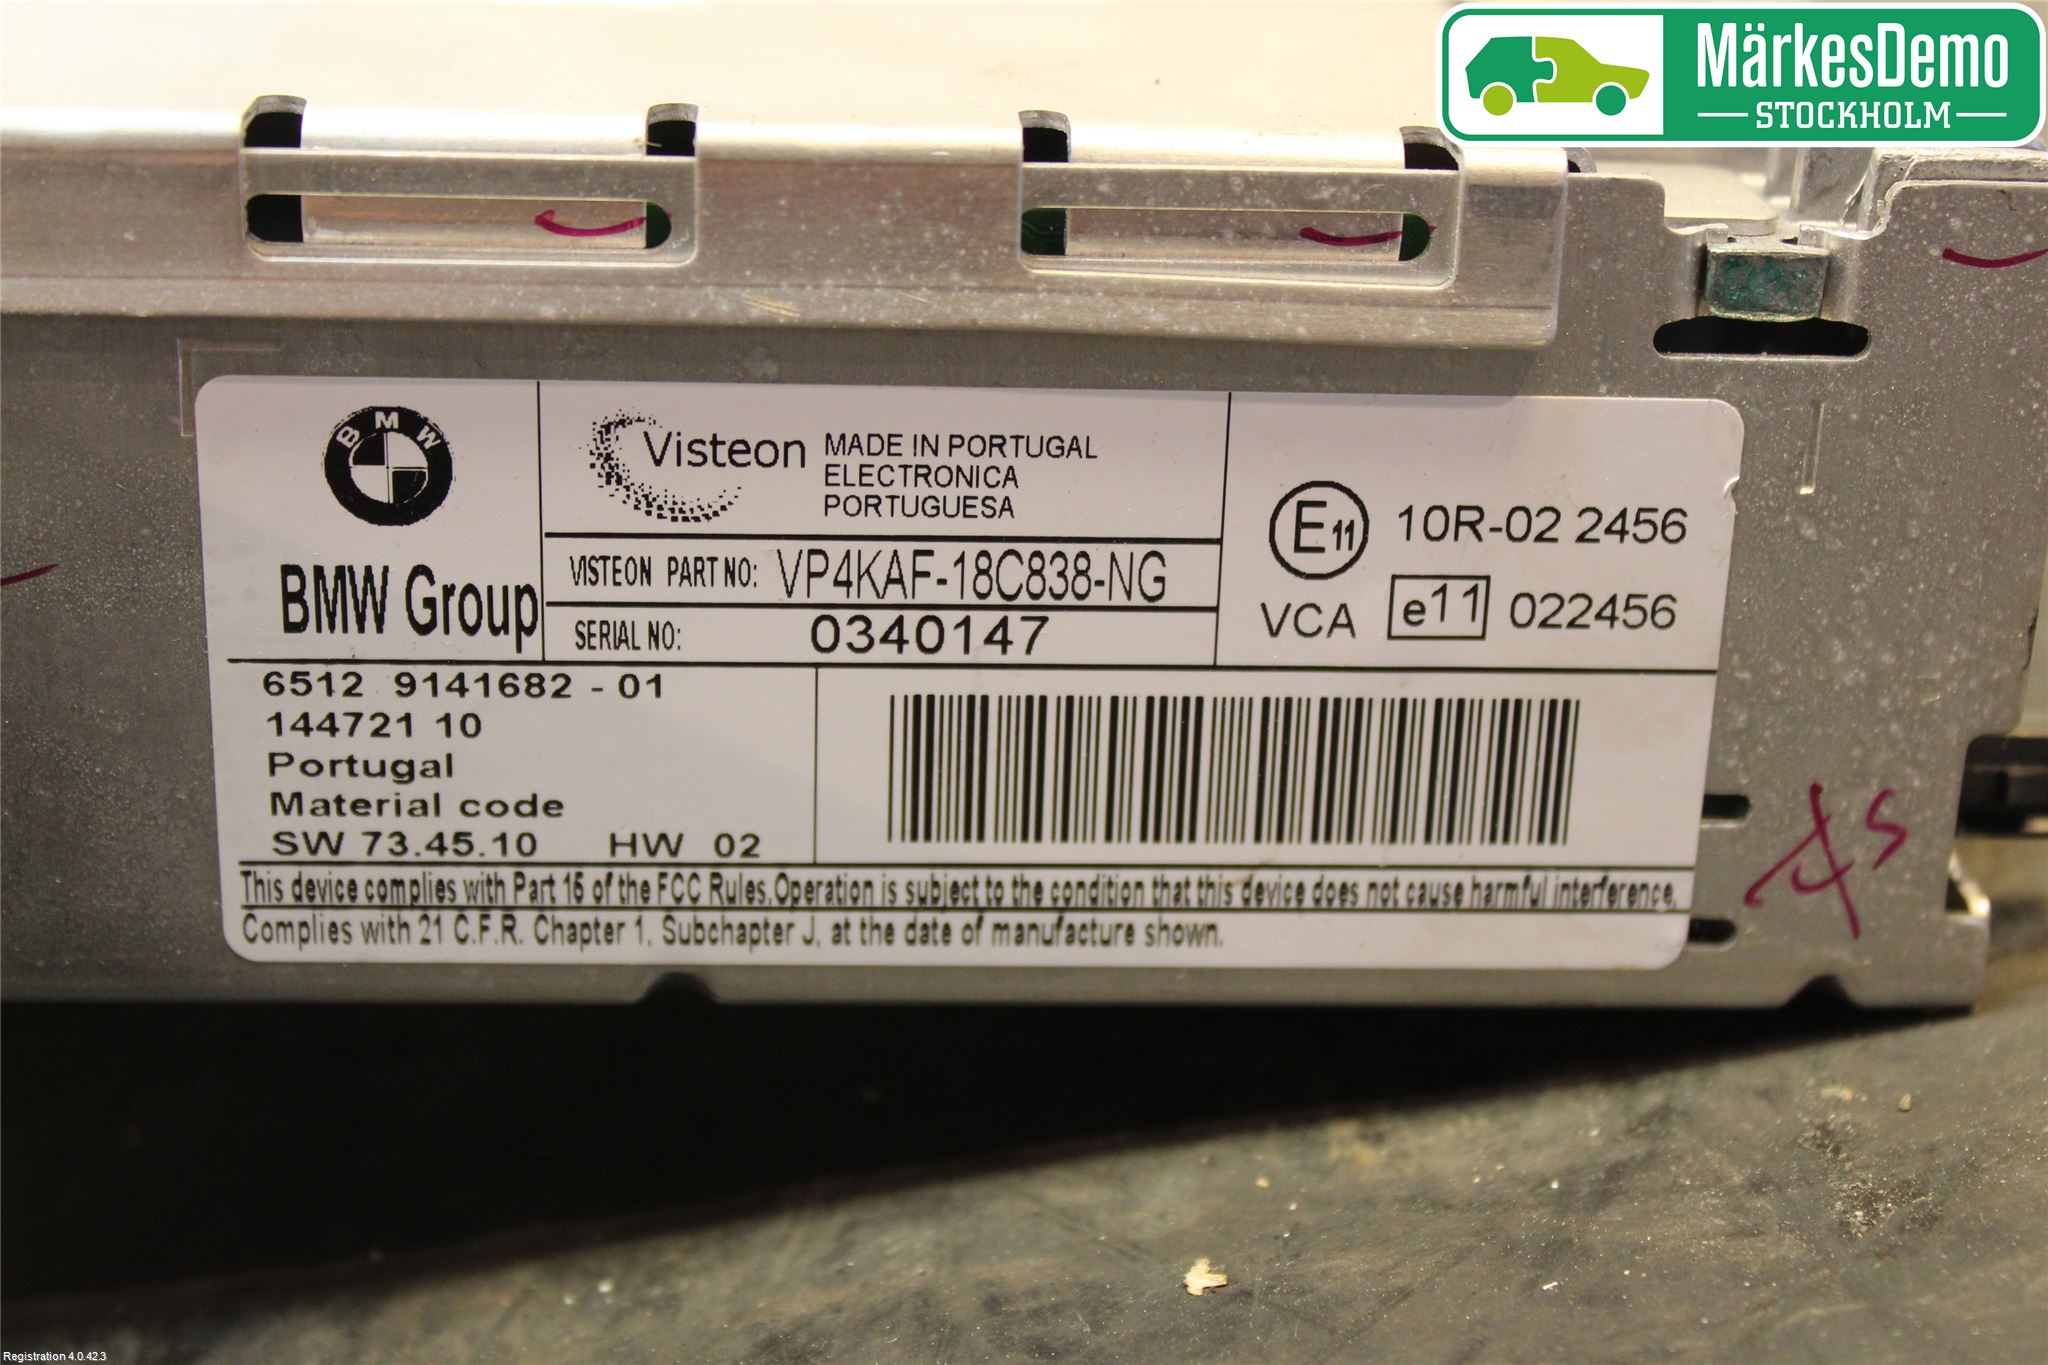 MärkesDemo
STOCKHOLM
BMW
BMW Group
Visteon
MADE IN PORTUGAL
ELECTRONICA
PORTUGUESA
VISTEON PART NO: VP4KAF-18C838-NG
SERIAL NO: 0340147
E11 10R-02 2456
VCA e11 022456
6512 9141682 - 01
144721 10
Portugal
Material code
SW 73.45.10 HW 02
This device complies with Part 15 of the FCC Rules.Operation is subject to the condition that this device does not cause harmful interference.
Complies with 21 C.F.R. Chapter 1, Subchapter J, at the date of manufacture shown.
Registration 4.0.42.3